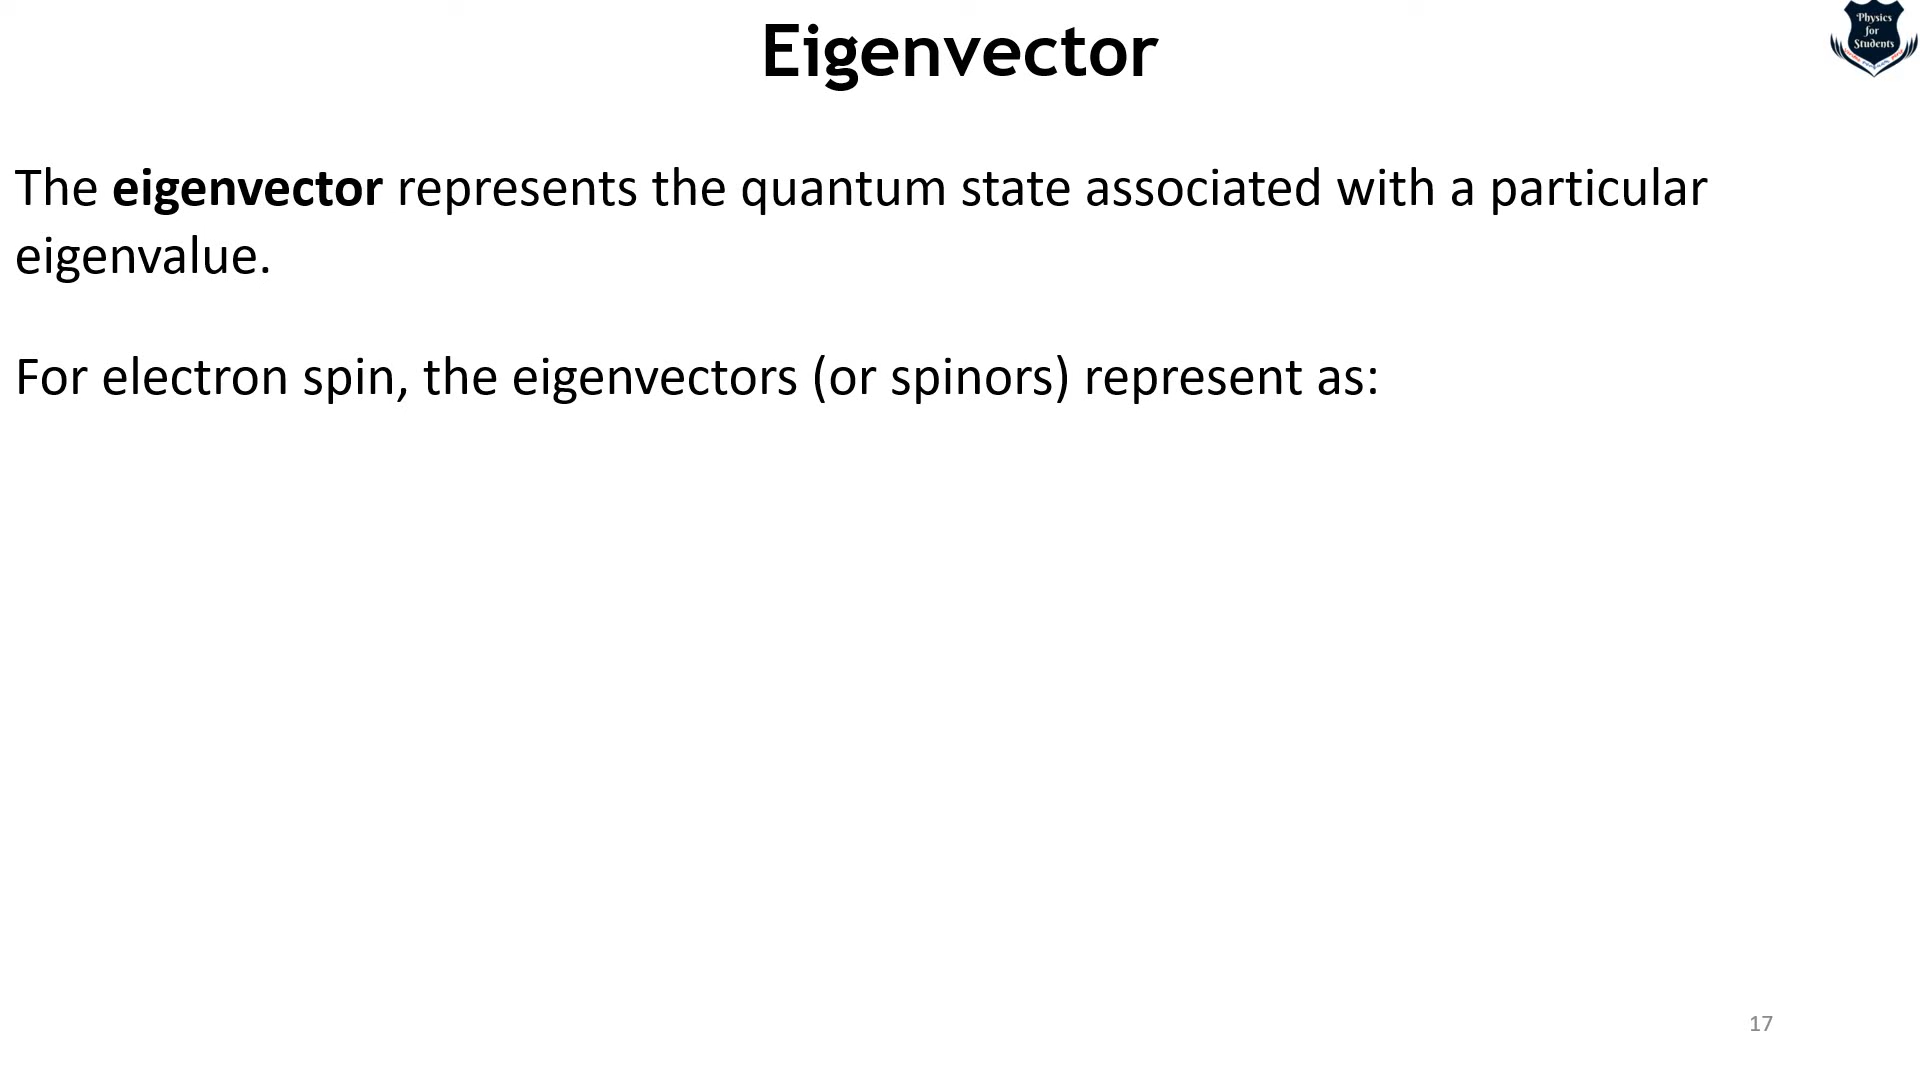 Eigenvector
Physics
for
Students
The eigenvector represents the quantum state associated with a particular
eigenvalue.
For electron spin, the eigenvectors (or spinors) represent as:
17